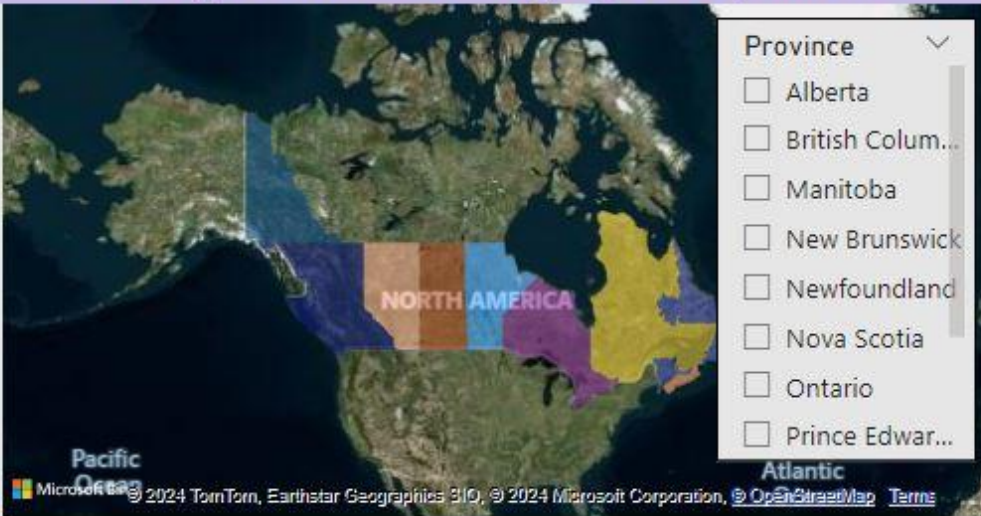 Province
Alberta
British Colum...
Manitoba
New Brunswick
Newfoundland
Nova Scotia
Ontario
Prince Edwar...
NORTH AMERICA
Pacific
Ocean
Atlantic
Microsoft Bing
© 2024 TomTom, Earthstar Geographics SIO, © 2024 Microsoft Corporation, © OpenStreetMap Terms